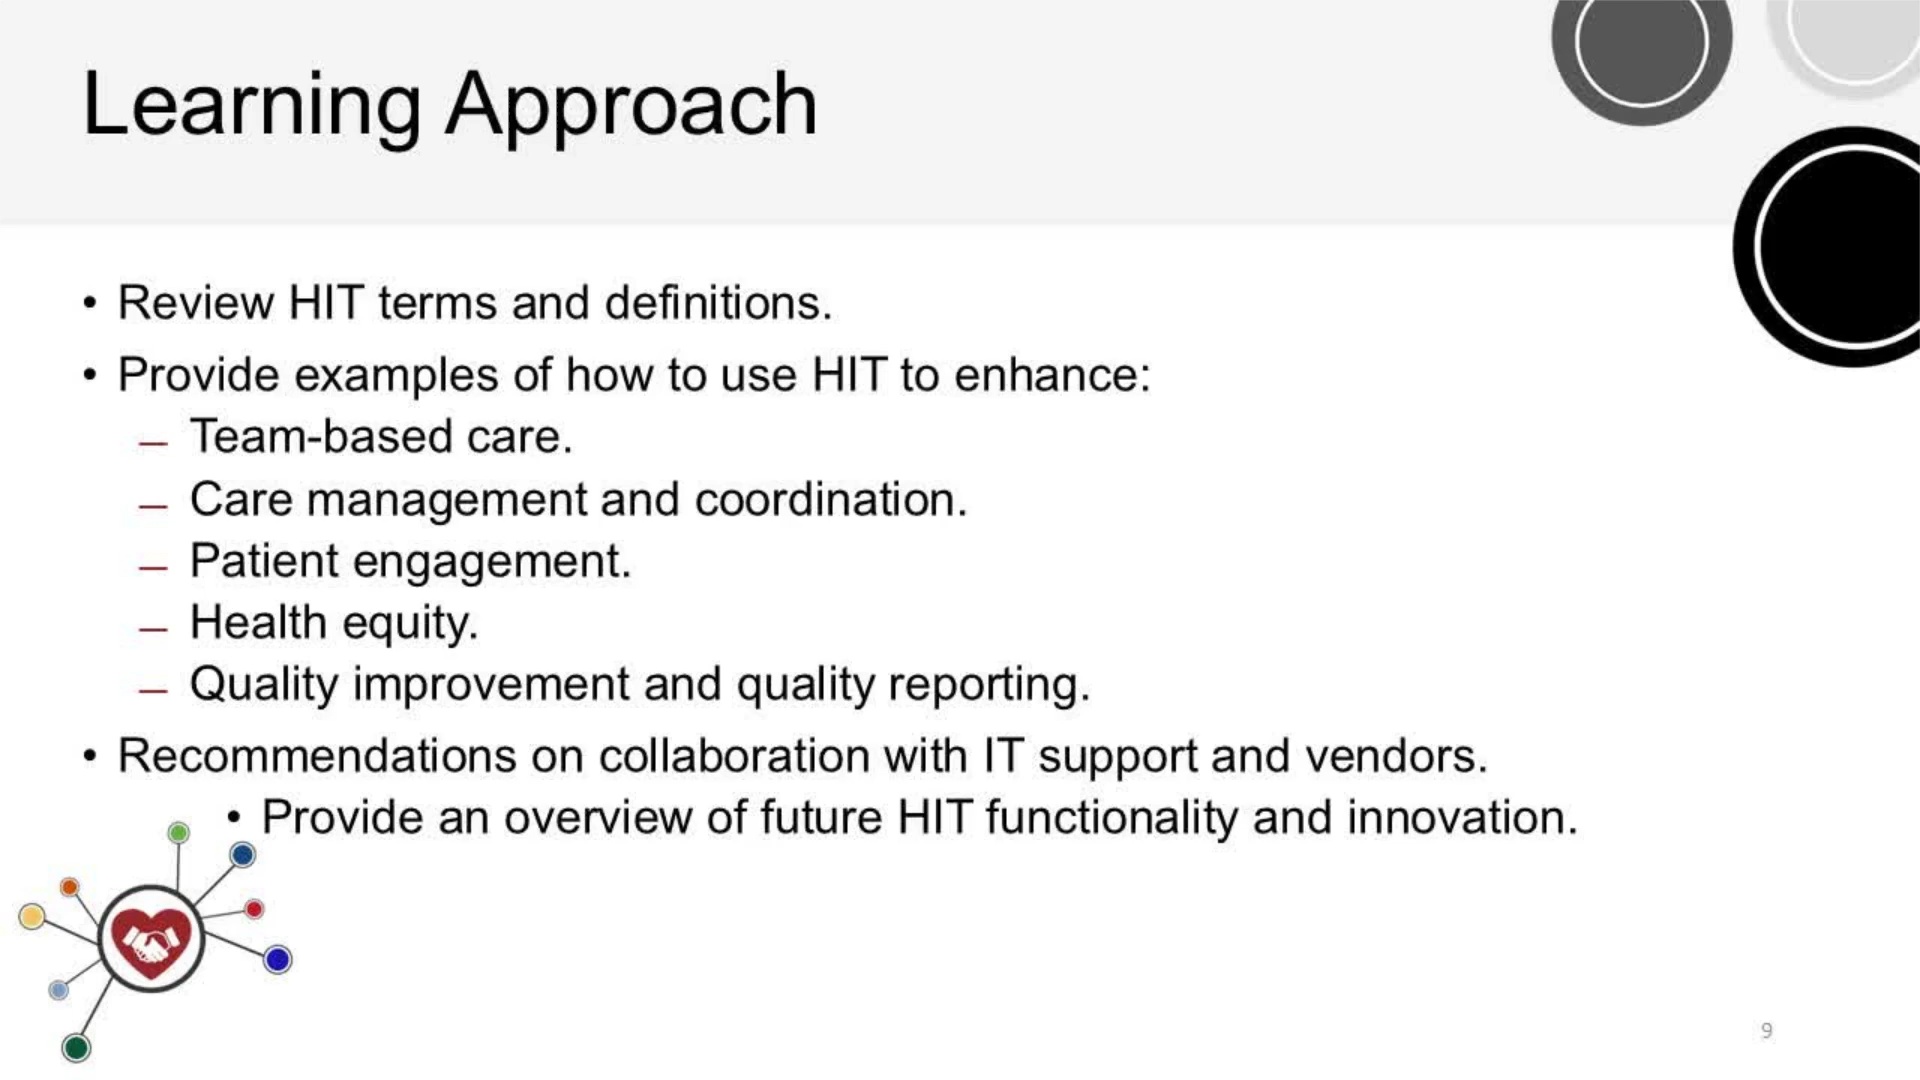 Learning Approach
• Review HIT terms and definitions.
• Provide examples of how to use HIT to enhance:
– Team-based care.
– Care management and coordination.
– Patient engagement.
– Health equity.
– Quality improvement and quality reporting.
• Recommendations on collaboration with IT support and vendors.
• Provide an overview of future HIT functionality and innovation.
9